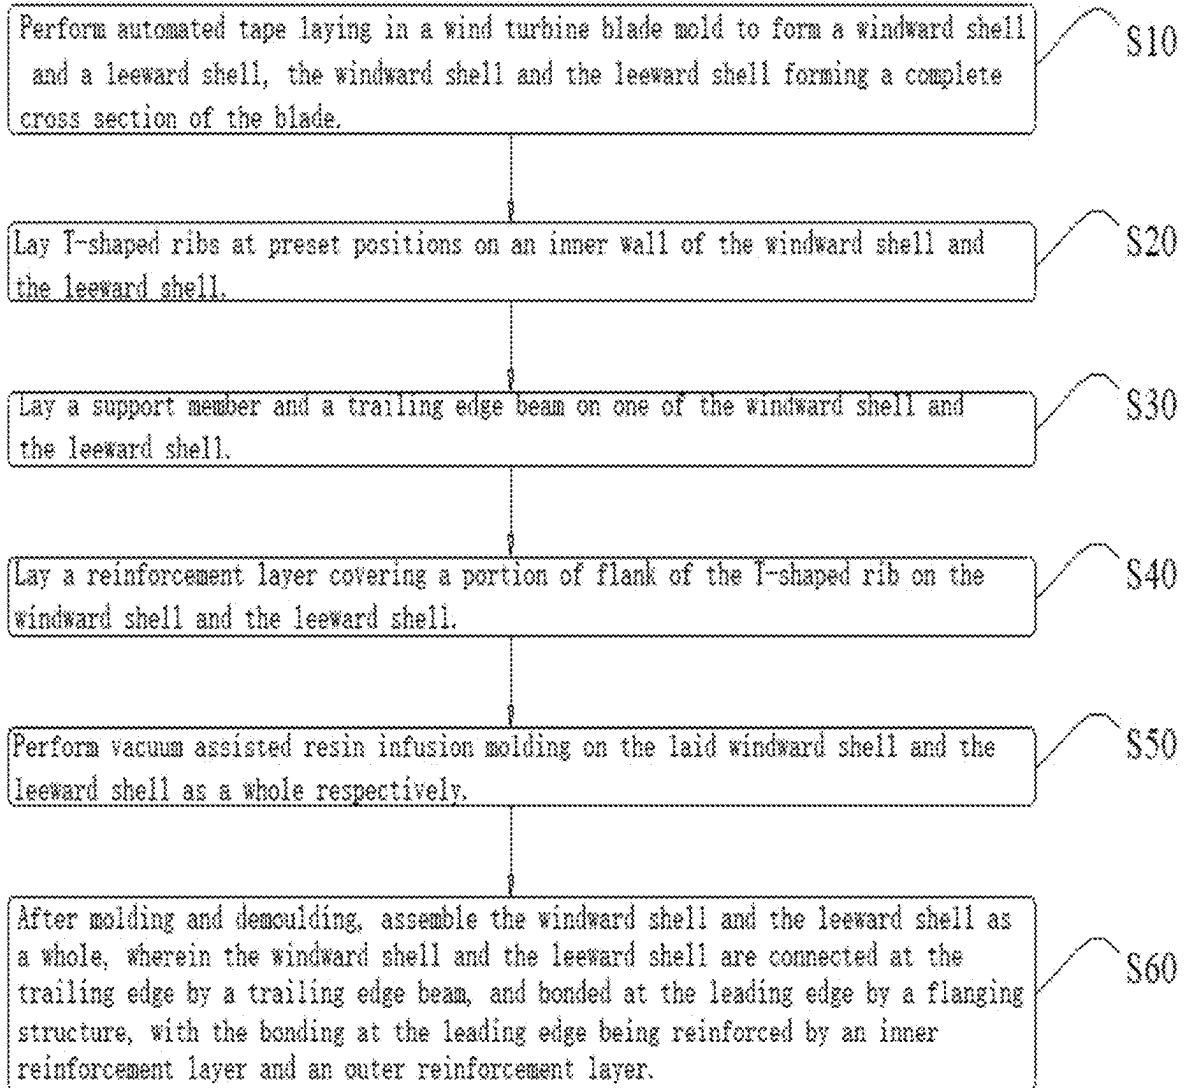 Perform automated tape laying in a wind turbine blade mold to form a windward shell
and a leeward shell, the windward shell and the leeward shell forming a complete
cross section of the blade.
S10
Lay T-shaped ribs at preset positions on an inner wall of the windward shell and
the leeward shell.
S20
Lay a support member and a trailing edge beam on one of the windward shell and
the leeward shell.
S30
Lay a reinforcement layer covering a portion of flank of the T-shaped rib on the
windward shell and the leeward shell.
S40
Perform vacuum assisted resin infusion molding on the laid windward shell and the
leeward shell as a whole respectively.
S50
After molding and demoulding, assemble the windward shell and the leeward shell as
a whole, wherein the windward shell and the leeward shell are connected at the
trailing edge by a trailing edge beam, and bonded at the leading edge by a flanging
structure, with the bonding at the leading edge being reinforced by an inner
reinforcement layer and an outer reinforcement layer.
S60